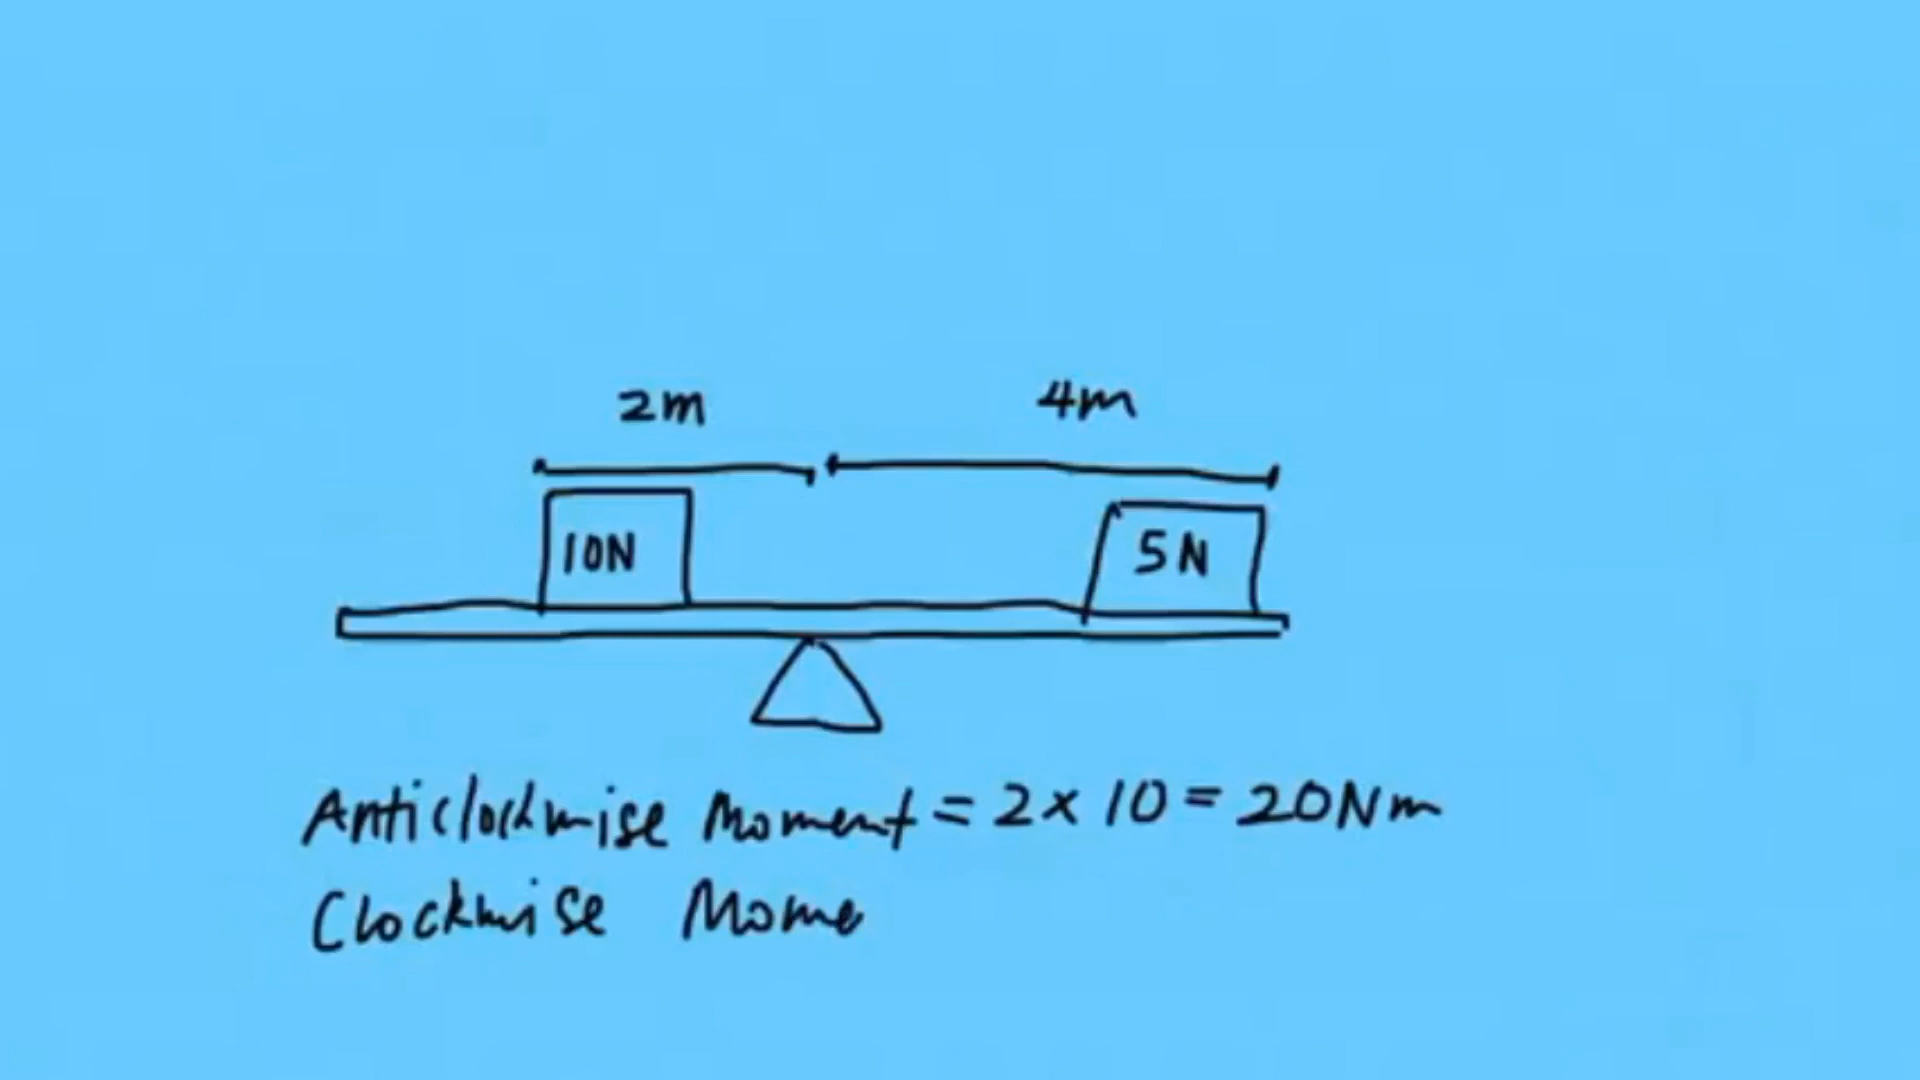 2m 4m
10N 5N
Anticlockwise Moment = 2 x 10 = 20Nm
Clockwise Mome